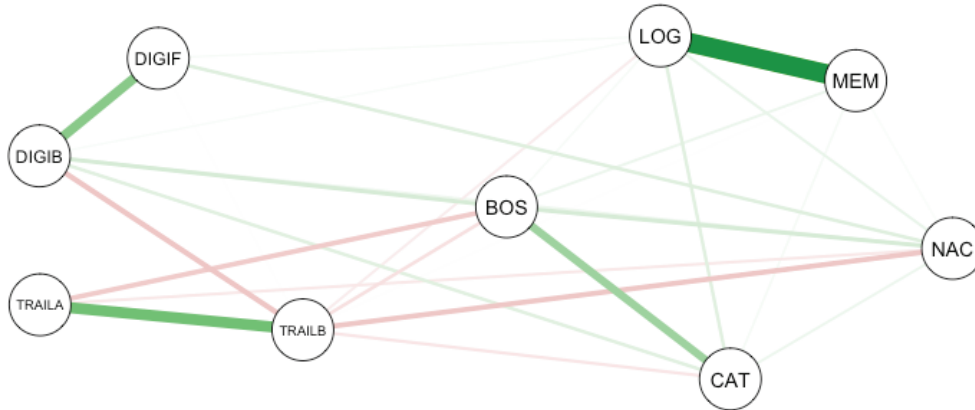 LOG
DIGIF
MEM
DIGIB
BOS
NAC
TRAILA
TRAILB
CAT